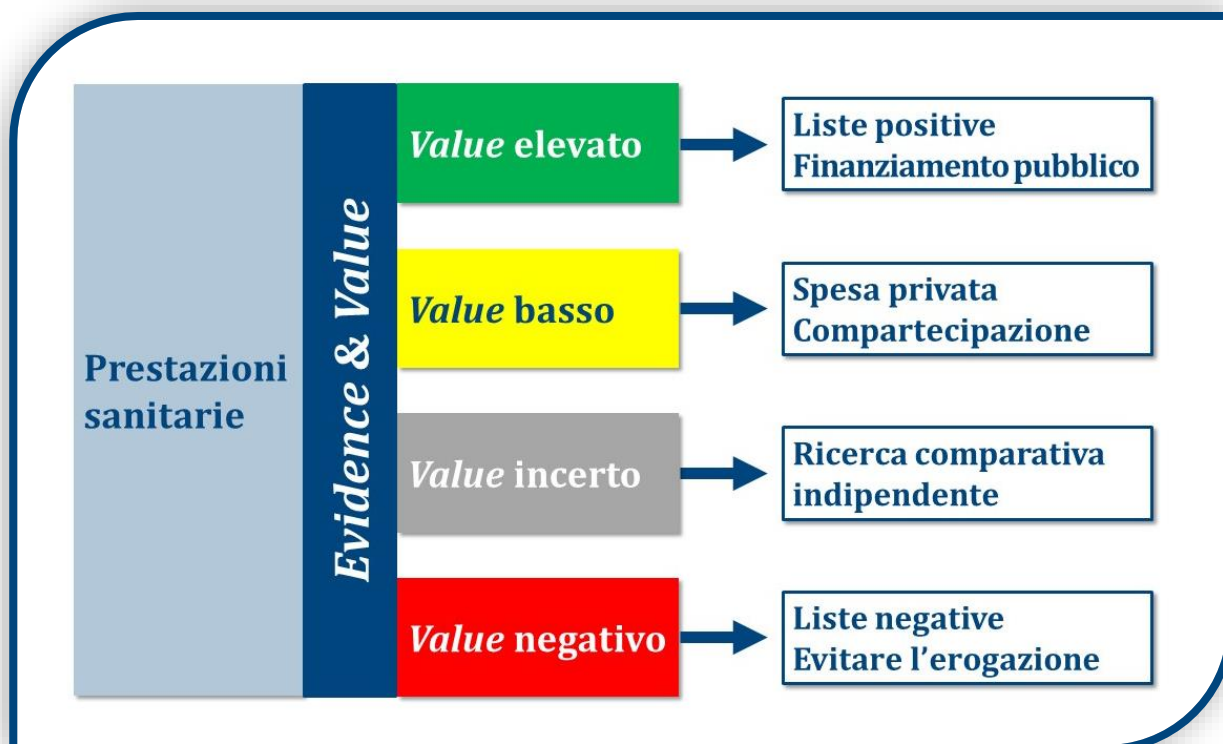 Prestazioni
sanitarie
Evidence & Value
Value elevato
Liste positive
Finanziamento pubblico
Value basso
Spesa privata
Compartecipazione
Value incerto
Ricerca comparativa
indipendente
Value negativo
Liste negative
Evitare l’erogazione